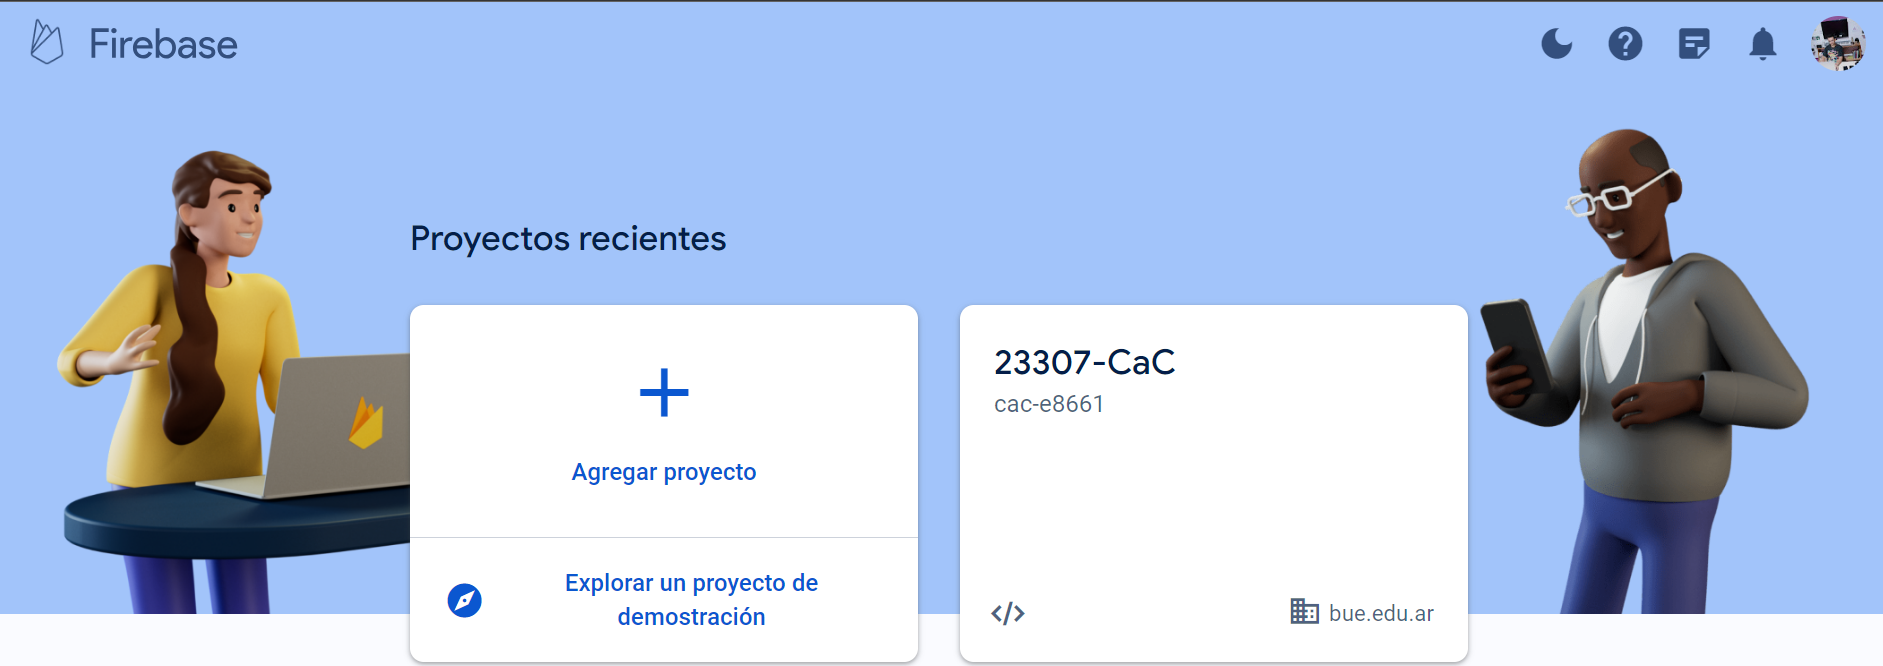 Firebase
Proyectos recientes
Agregar proyecto
Explorar un proyecto de
demostración
23307-CaC
cac-e8661
bue.edu.ar